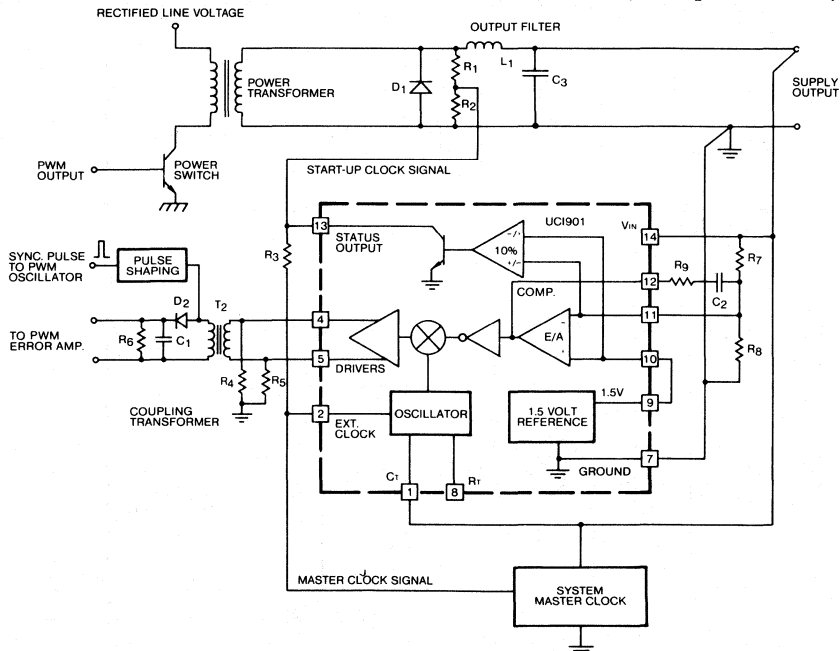 RECTIFIED LINE VOLTAGE
OUTPUT FILTER
R1
L1
POWER
TRANSFORMER
D1
R2
C3
SUPPLY
OUTPUT
PWM
OUTPUT
POWER
SWITCH
START-UP CLOCK SIGNAL
UC1901
13
STATUS
OUTPUT
VIN
14
R3
10%
-/·
+/-
R7
SYNC. PULSE
TO PWM
OSCILLATOR
PULSE
SHAPING
12
R9
C2
COMP.
D2
T2
4
11
E/A
TO PWM
ERROR AMP.
R6
C1
R8
5
10
DRIVERS
R4
R5
1.5V
COUPLING
TRANSFORMER
2
EXT.
CLOCK
OSCILLATOR
1.5 VOLT
REFERENCE
9
7
GROUND
CT
1
8
RT
MASTER CLOCK SIGNAL
SYSTEM
MASTER CLOCK